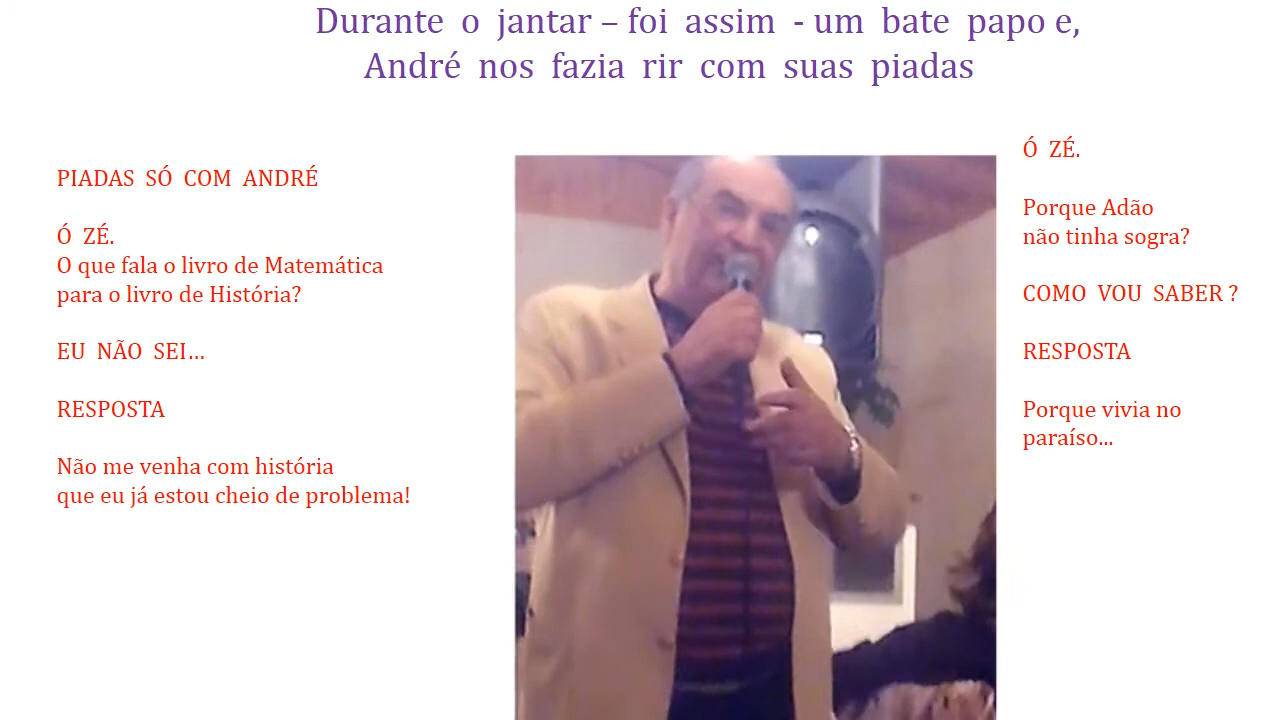 Durante o jantar – foi assim - um bate papo e,
André nos fazia rir com suas piadas
PIADAS SÓ COM ANDRÉ
Ó ZÉ.
O que fala o livro de Matemática
para o livro de História?
EU NÃO SEI...
RESPOSTA
Não me venha com história
que eu já estou cheio de problema!
Ó ZÉ.
Porque Adão
não tinha sogra?
COMO VOU SABER ?
RESPOSTA
Porque vivia no
paraíso...